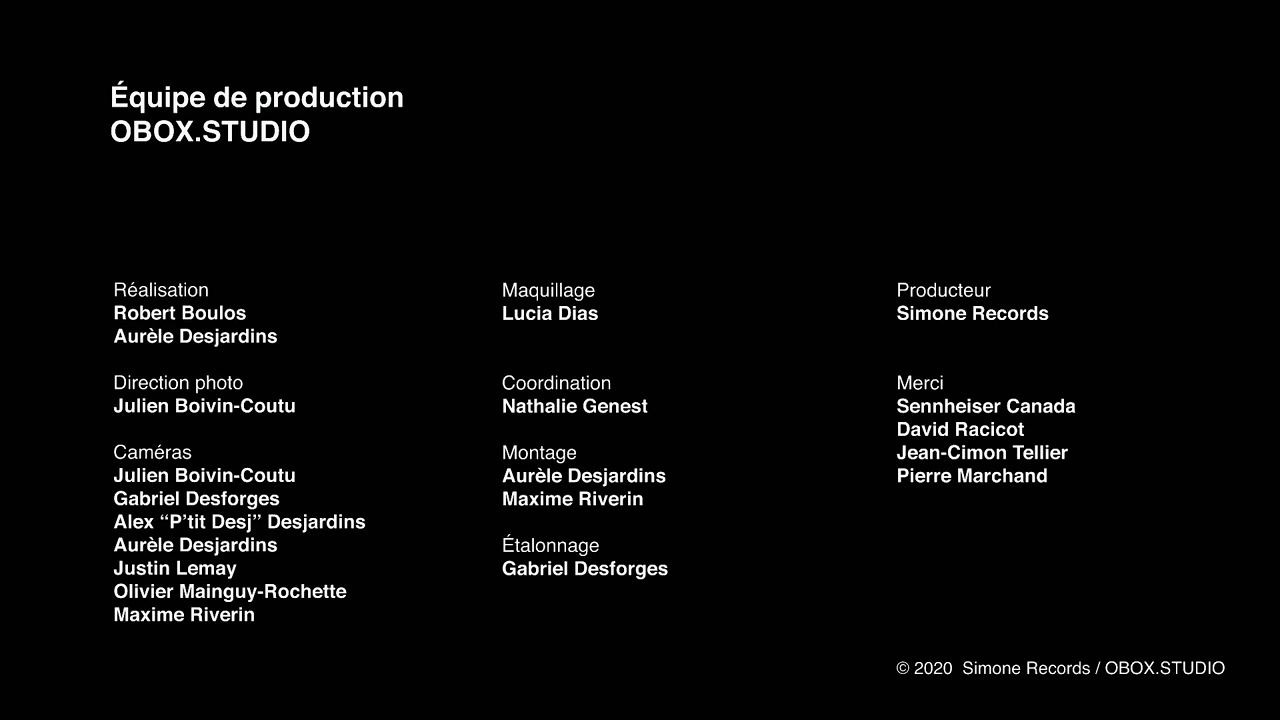 Équipe de production
OBOX.STUDIO
Réalisation
Robert Boulos
Aurèle Desjardins
Direction photo
Julien Boivin-Coutu
Caméras
Julien Boivin-Coutu
Gabriel Desforges
Alex “P’tit Desj” Desjardins
Aurèle Desjardins
Justin Lemay
Olivier Mainguy-Rochette
Maxime Riverin
Maquillage
Lucia Dias
Coordination
Nathalie Genest
Montage
Aurèle Desjardins
Maxime Riverin
Étalonnage
Gabriel Desforges
Producteur
Simone Records
Merci
Sennheiser Canada
David Racicot
Jean-Cimon Tellier
Pierre Marchand
© 2020 Simone Records / OBOX.STUDIO